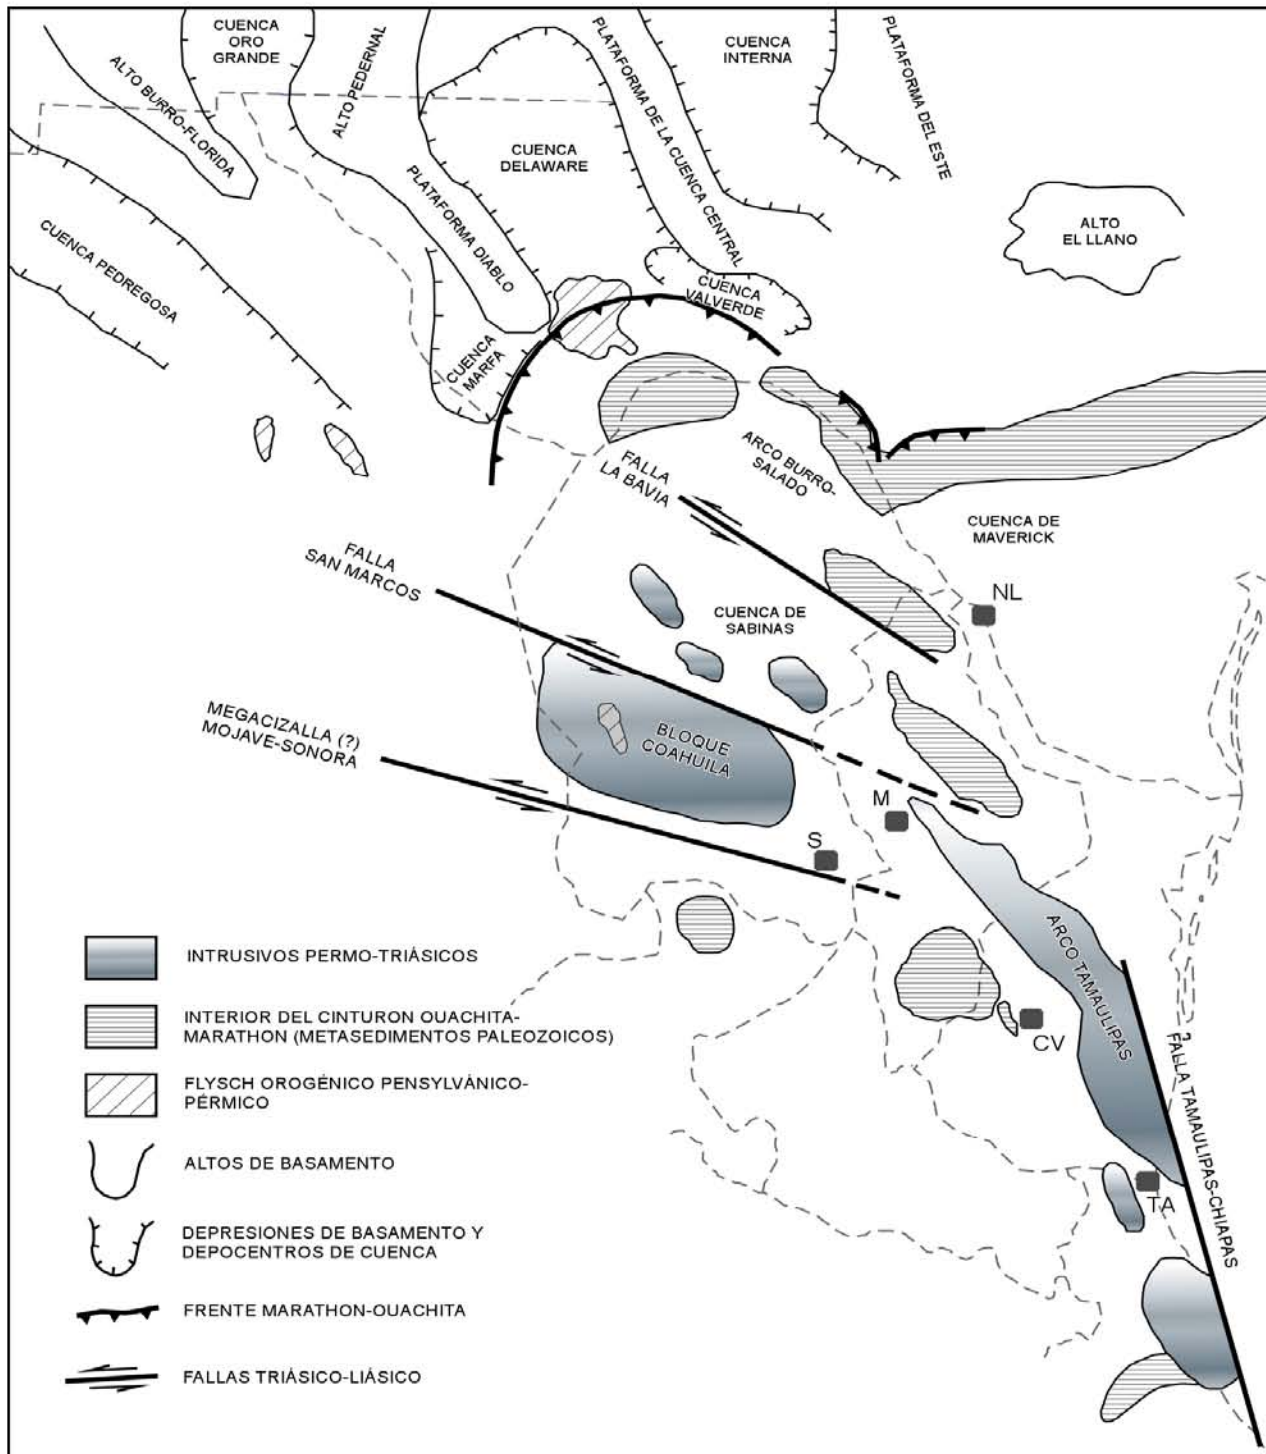 CUENCA
ORO
GRANDE
ALTO BURRO-FLORIDA
ALTO PEDERNAL
CUENCA
DELAWARE
PLATAFORMA DE LA CUENCA CENTRAL
CUENCA
INTERNA
PLATAFORMA DEL ESTE
ALTO
EL LLANO
CUENCA PEDREGOSA
PLATAFORMA DIABLO
CUENCA
VALVERDE
CUENCA
MARFA
ARCO BURRO-
SALADO
FALLA
LA BAVIA
CUENCA DE
MAVERICK
FALLA
SAN MARCOS
CUENCA DE
SABINAS
NL
MEGACIZALLA (?)
MOJAVE-SONORA
BLOQUE
COAHUILA
M
S
ARCO TAMAULIPAS
CV
?
FALLA TAMAULIPAS-CHIAPAS
TA
INTRUSIVOS PERMO-TRIÁSICOS
INTERIOR DEL CINTURON OUACHITA-
MARATHON (METASEDIMENTOS PALEOZOICOS)
FLYSCH OROGÉNICO PENSYLVÁNICO-
PÉRMICO
ALTOS DE BASAMENTO
DEPRESIONES DE BASAMENTO Y
DEPOCENTROS DE CUENCA
FRENTE MARATHON-OUACHITA
FALLAS TRIÁSICO-LIÁSICO